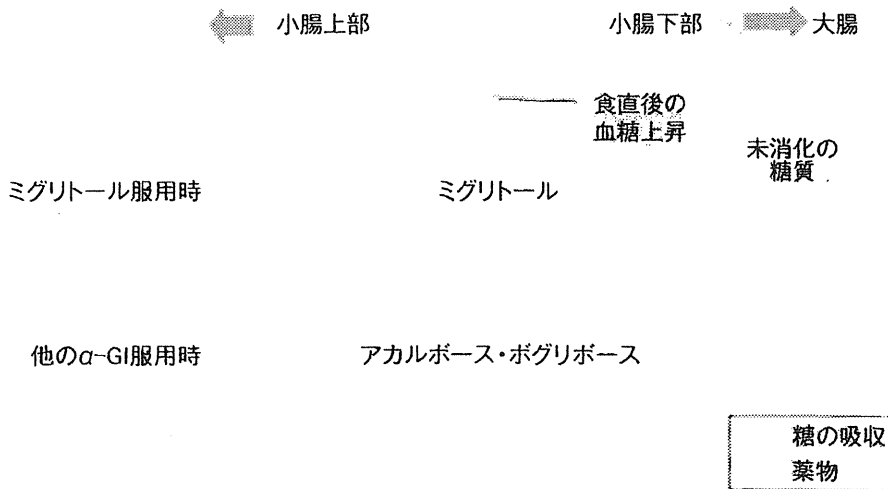 小腸上部 小腸下部 大腸
食直後の
血糖上昇
未消化の
糖質
ミグリトール服用時 ミグリトール
他のα-GI服用時 アカルボース・ボグリボース
糖の吸収
薬物